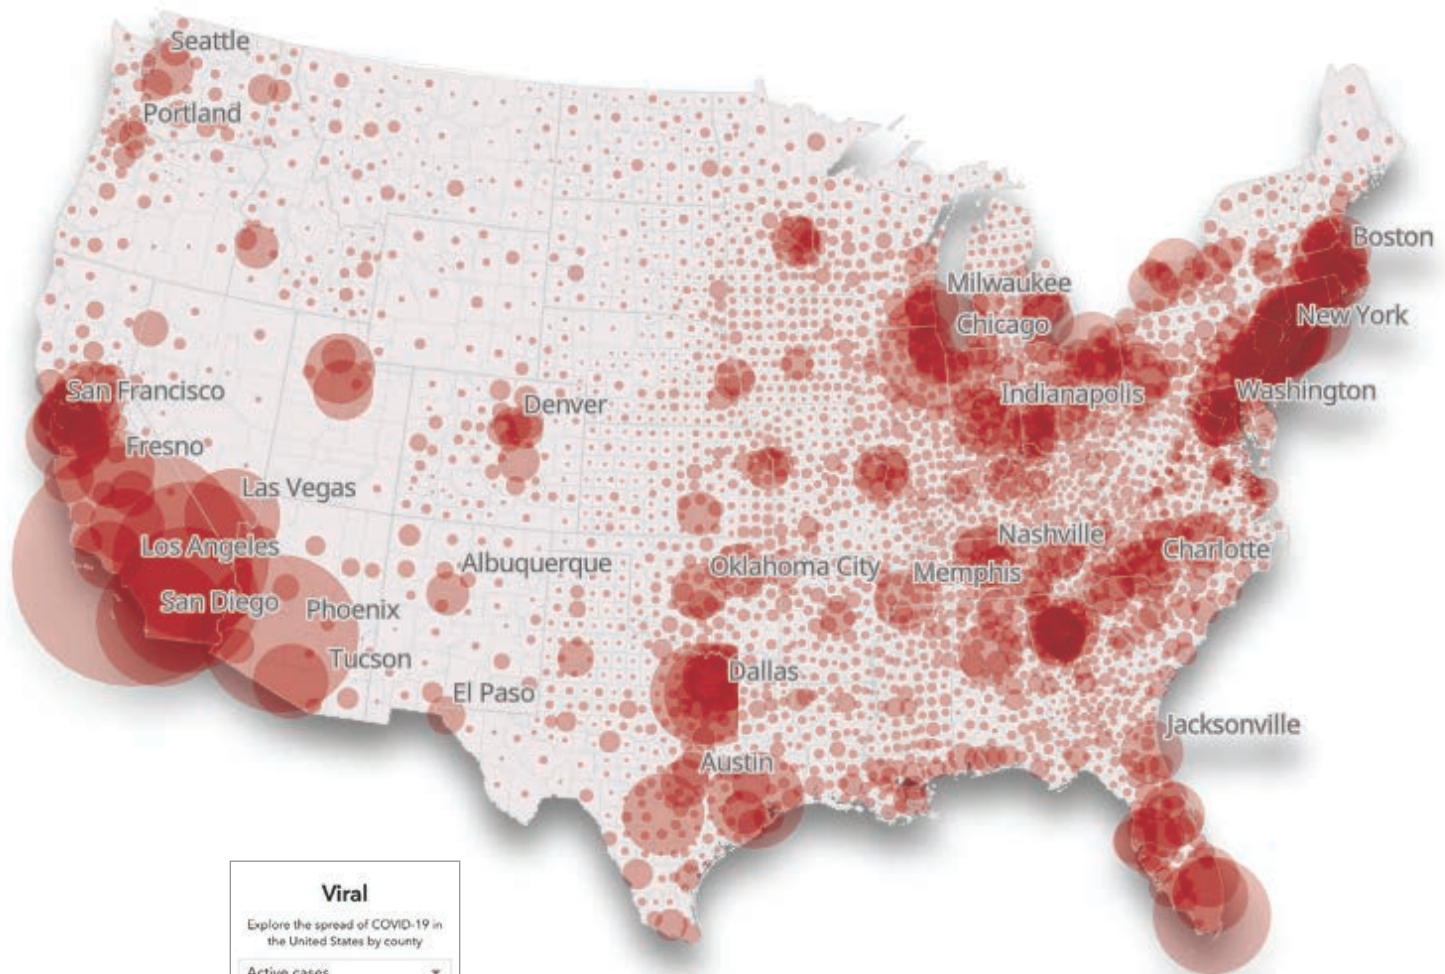 Seattle
Portland
Boston
Milwaukee
New York
Chicago
San Francisco
Indianapolis
Washington
Denver
Fresno
Las Vegas
Nashville
Los Angeles
Charlotte
Albuquerque
Oklahoma City
Memphis
San Diego
Phoenix
Tucson
Dallas
El Paso
Jacksonville
Austin
Viral
Explore the spread of COVID-19 in
the United States by county
Active cases